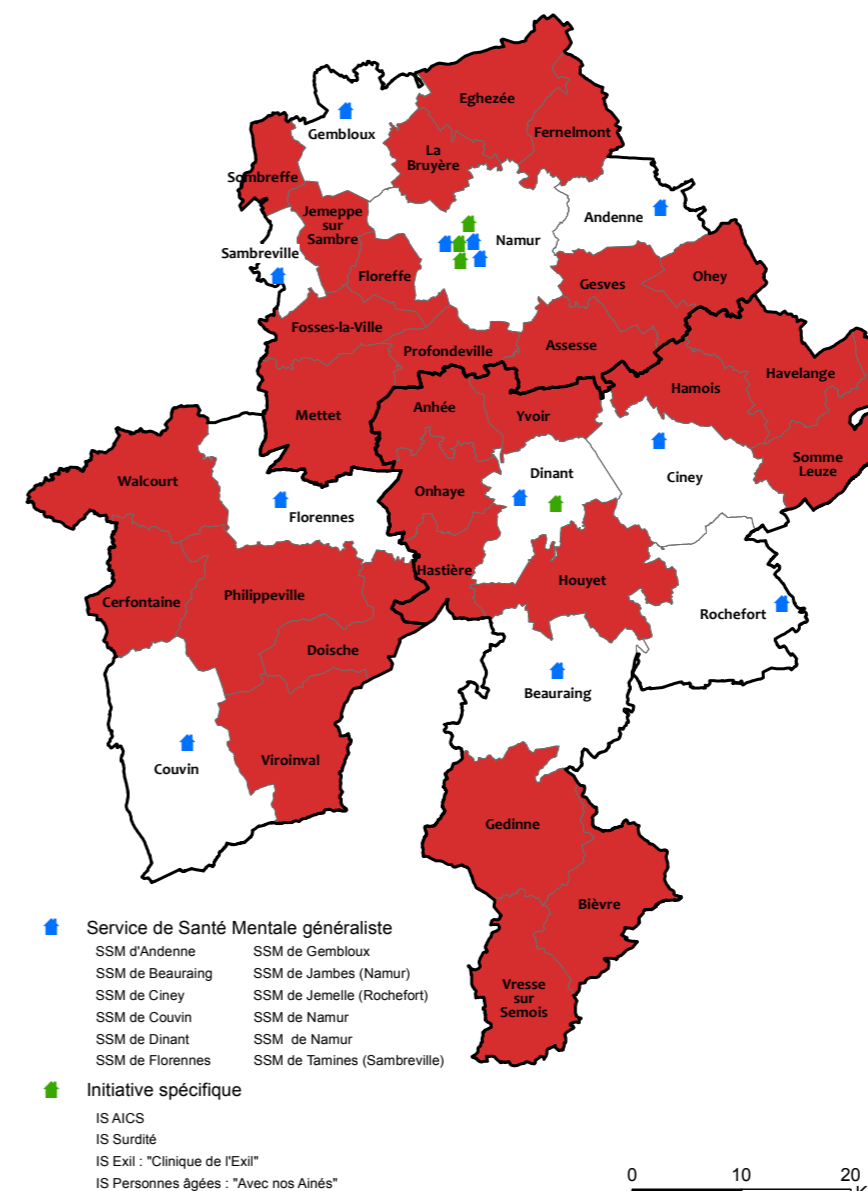 Eghezée
Gembloux
Fernelmont
La
Bruyère
Sombreffe
Jemeppe
sur
Sambre
Andenne
Namur
Sambreville
Floreffe
Gesves
Ohey
Fosses-la-Ville
Profondeville
Assesse
Havelange
Hamois
Mettet
Anhée
Yvoir
Somme
Leuze
Walcourt
Dinant
Ciney
Onhaye
Florennes
Hastière
Houyet
Cerfontaine
Philippeville
Rochefort
Doische
Beauraing
Couvin
Viroinval
Gedinne
Bièvre
Vresse
sur
Semois
Service de Santé Mentale généraliste
SSM d'Andenne
SSM de Beauraing
SSM de Ciney
SSM de Couvin
SSM de Dinant
SSM de Florennes
SSM de Gembloux
SSM de Jambes (Namur)
SSM de Jemelle (Rochefort)
SSM de Namur
SSM de Namur
SSM de Tamines (Sambreville)
Initiative spécifique
IS AICS
IS Surdité
IS Exil : "Clinique de l'Exil"
IS Personnes âgées : "Avec nos Ainés"
0 10 20